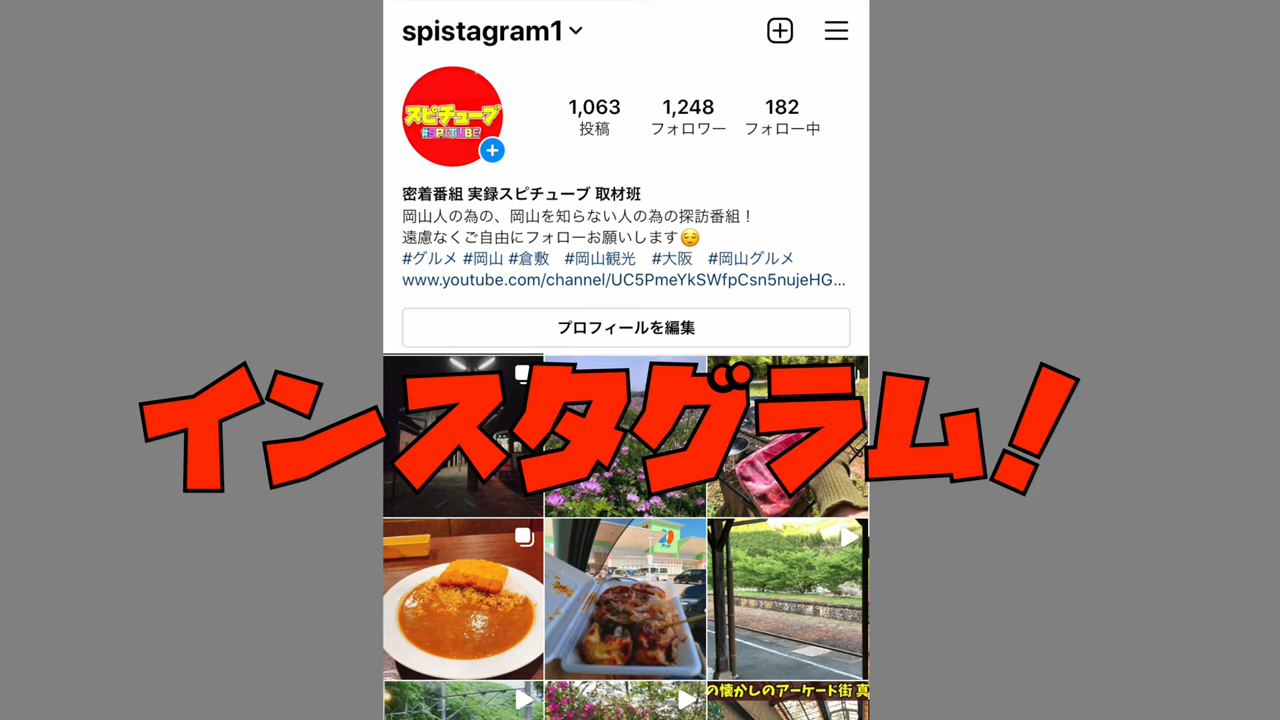 spistagram1
スピチューブ
#SPITUBE
1,063
投稿
1,248
フォロワー
182
フォロー中
密着番組 実録スピチューブ 取材班
岡山人の為の、岡山を知らない人の為の探訪番組！
遠慮なくご自由にフォローお願いします😌
#グルメ #岡山 #倉敷　#岡山観光　#大阪　#岡山グルメ
www.youtube.com/channel/UC5PmeYkSWfpCsn5nujeHG...
プロフィールを編集
インスタグラム！
の懐かしのアーケード街 真